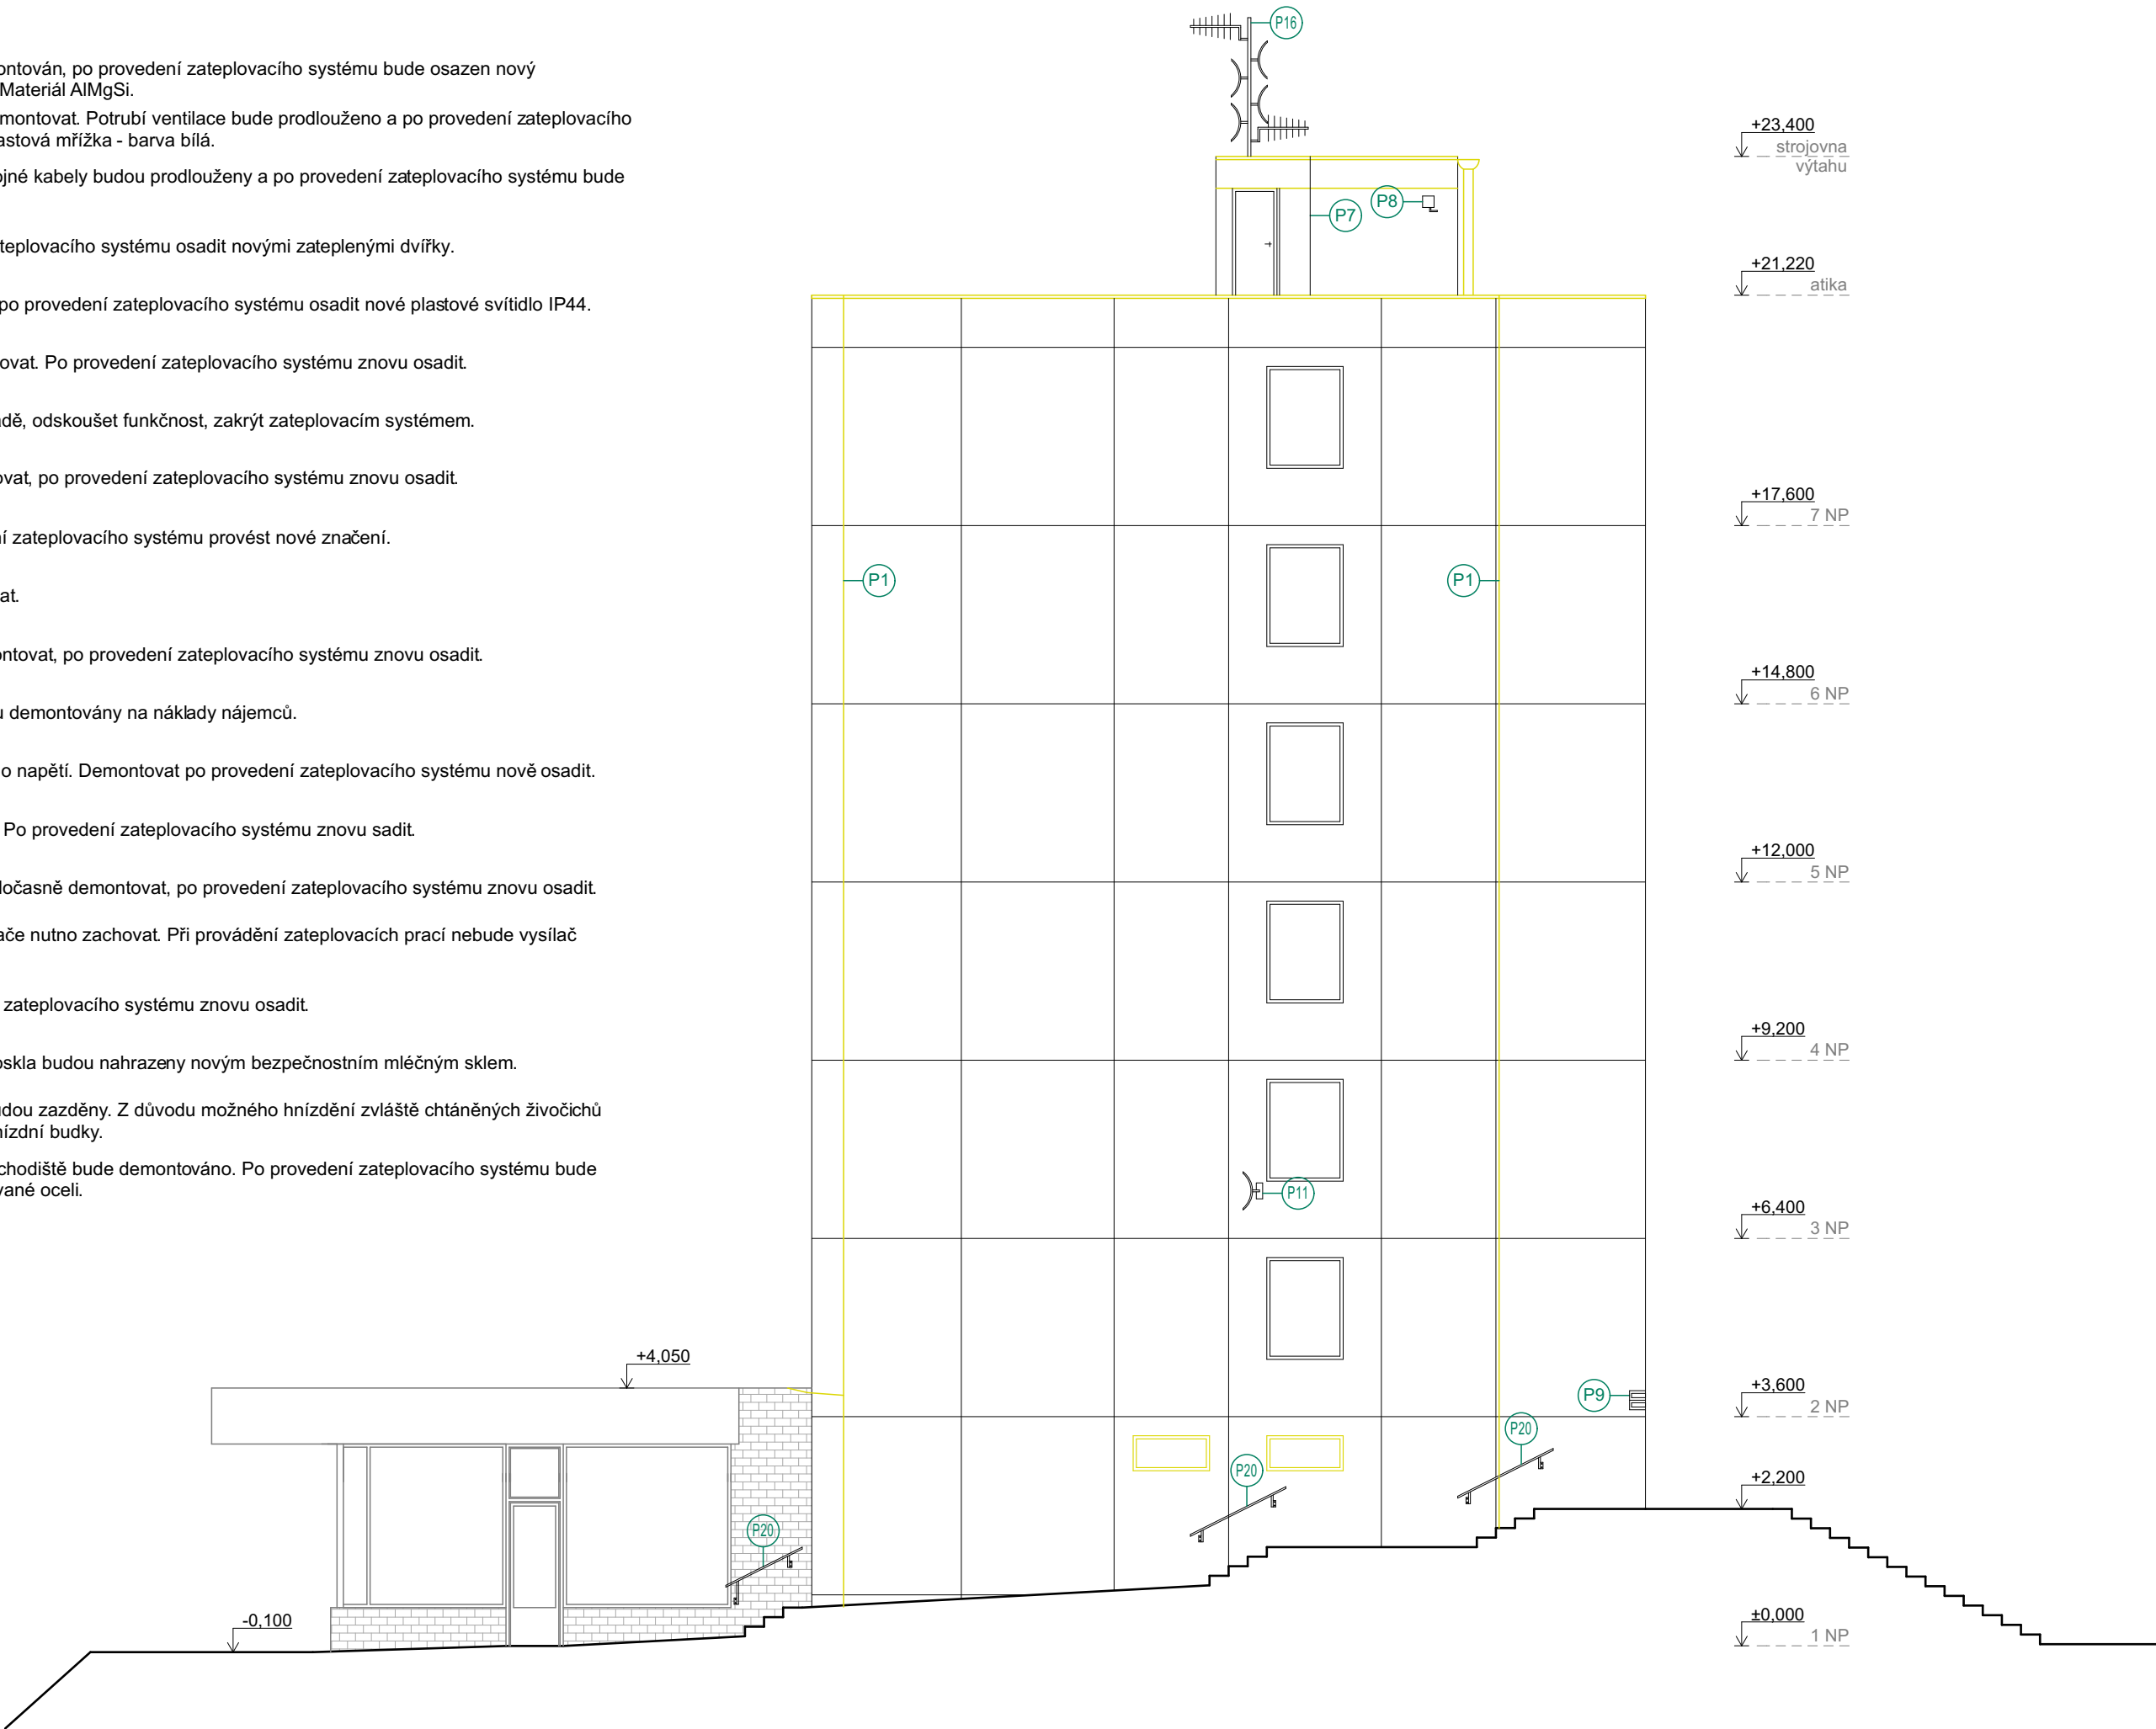 ontován, po provedení zateplovacího systému bude osazen nový
Materiál AlMgSi.
montovat. Potrubí ventilace bude prodlouženo a po provedení zateplovacího
astová mřížka - barva bílá.
ojné kabely budou prodlouženy a po provedení zateplovacího systému bude
teplovacího systému osadit novými zateplenými dvířky.
po provedení zateplovacího systému osadit nové plastové svítidlo IP44.
ovat. Po provedení zateplovacího systému znovu osadit.
adě, odskoušet funkčnost, zakrýt zateplovacím systémem.
ovat, po provedení zateplovacího systému znovu osadit.
ní zateplovacího systému provést nové značení.
at.
ontovat, po provedení zateplovacího systému znovu osadit.
u demontovány na náklady nájemců.
o napětí. Demontovat po provedení zateplovacího systému nově osadit.
Po provedení zateplovacího systému znovu sadit.
dočasně demontovat, po provedení zateplovacího systému znovu osadit.
ače nutno zachovat. Při provádění zateplovacích prací nebude vysílač
zateplovacího systému znovu osadit.
oskla budou nahrazeny novým bezpečnostním mléčným sklem.
udou zazděny. Z důvodu možného hnízdění zvláště chtáněných živočichů
nízdní budky.
chodiště bude demontováno. Po provedení zateplovacího systému bude
vané oceli.
P16
P7
P8
P1
P1
P11
P9
P20
P20
P20
+4,050
-0,100
+23,400
strojovna
výtahu
+21,220
atika
+17,600
7 NP
+14,800
6 NP
+12,000
5 NP
+9,200
4 NP
+6,400
3 NP
+3,600
2 NP
+2,200
±0,000
1 NP